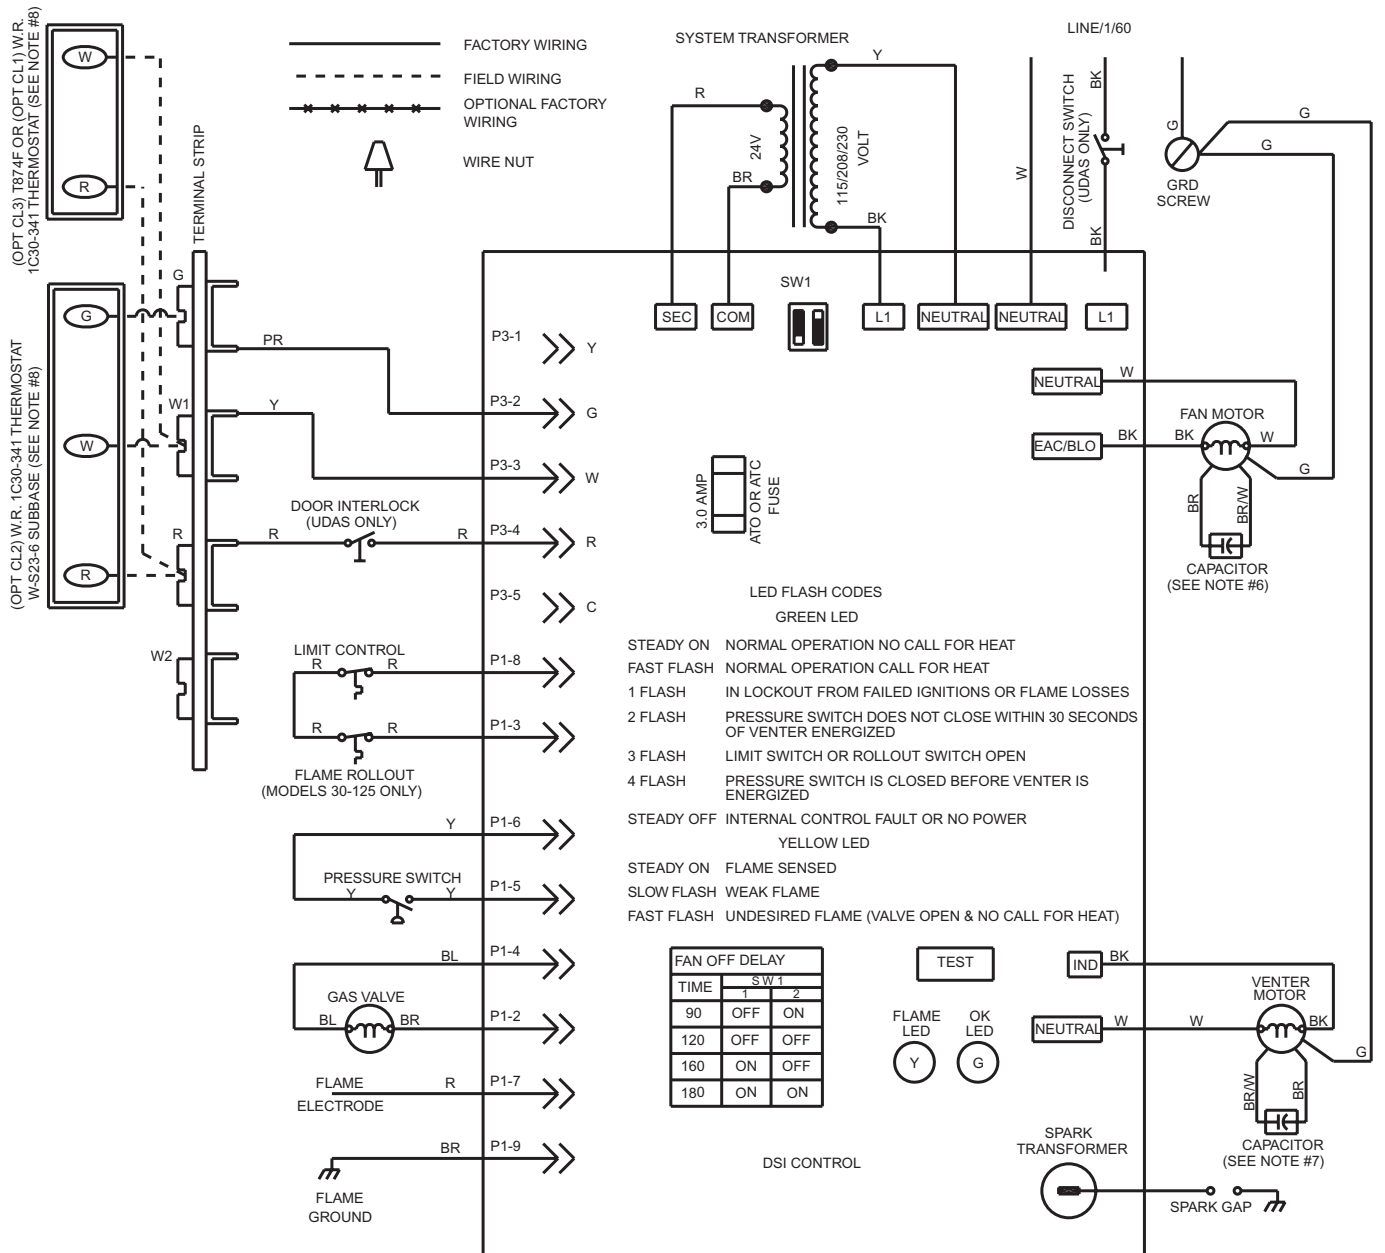 (OPT CL3) T874F OR (OPT CL1) W.R.
1C30-341 THERMOSTAT (SEE NOTE #8)
W
R
(OPT CL2) W.R. 1C30-341 THERMOSTAT
W-S23-6 SUBBASE (SEE NOTE #8)
G
W
R
FACTORY WIRING
FIELD WIRING
OPTIONAL FACTORY
WIRING
WIRE NUT
TERMINAL STRIP
G
W1
R
W2
SYSTEM TRANSFORMER
R
Y
24V
115/208/230
VOLT
BR
BK
LINE/1/60
BK
W
DISCONNECT SWITCH
(UDAS ONLY)
BK
G
G
G
GRD
SCREW
SW1
SEC
COM
L1
NEUTRAL
NEUTRAL
L1
PR
Y
P3-1
Y
P3-2
G
P3-3
W
DOOR INTERLOCK
(UDAS ONLY)
R
R
P3-4
R
P3-5
C
3.0 AMP
ATO OR ATC
FUSE
NEUTRAL
W
FAN MOTOR
EAC/BLO
BK
BK
W
G
BR
BR/W
CAPACITOR
(SEE NOTE #6)
LIMIT CONTROL
R
R
P1-8
R
R
P1-3
FLAME ROLLOUT
(MODELS 30-125 ONLY)
Y
P1-6
PRESSURE SWITCH
Y
Y
P1-5
BL
P1-4
GAS VALVE
BL
BR
P1-2
FLAME
ELECTRODE
R
P1-7
BR
P1-9
FLAME
GROUND
LED FLASH CODES
GREEN LED
STEADY ON NORMAL OPERATION NO CALL FOR HEAT
FAST FLASH NORMAL OPERATION CALL FOR HEAT
1 FLASH IN LOCKOUT FROM FAILED IGNITIONS OR FLAME LOSSES
2 FLASH PRESSURE SWITCH DOES NOT CLOSE WITHIN 30 SECONDS
OF VENTER ENERGIZED
3 FLASH LIMIT SWITCH OR ROLLOUT SWITCH OPEN
4 FLASH PRESSURE SWITCH IS CLOSED BEFORE VENTER IS
ENERGIZED
STEADY OFF INTERNAL CONTROL FAULT OR NO POWER
YELLOW LED
STEADY ON FLAME SENSED
SLOW FLASH WEAK FLAME
FAST FLASH UNDESIRED FLAME (VALVE OPEN & NO CALL FOR HEAT)
FAN OFF DELAY
TIME SW1
1 2
90 OFF ON
120 OFF OFF
160 ON OFF
180 ON ON
TEST
FLAME
LED
OK
LED
Y
G
DSI CONTROL
IND
BK
VENTER
MOTOR
NEUTRAL
W
W
BK
G
BR/W
BR
CAPACITOR
(SEE NOTE #7)
SPARK
TRANSFORMER
SPARK GAP